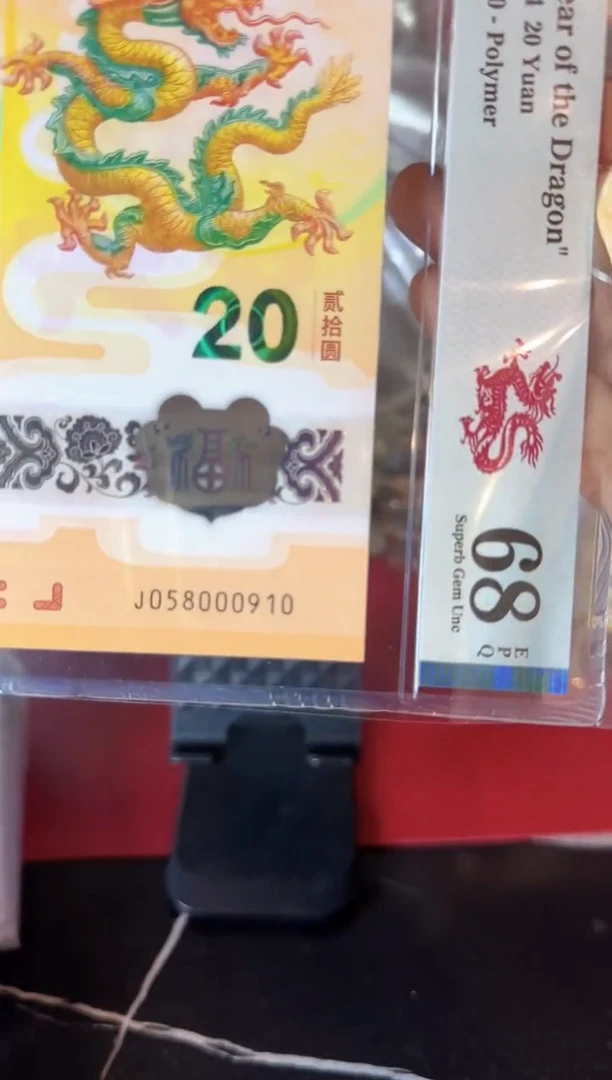 20
贰拾圆
福
J058000910
ear of the Dragon"
20 Yuan
0 - Polymer
68
EPQ
Superb Gem Unc